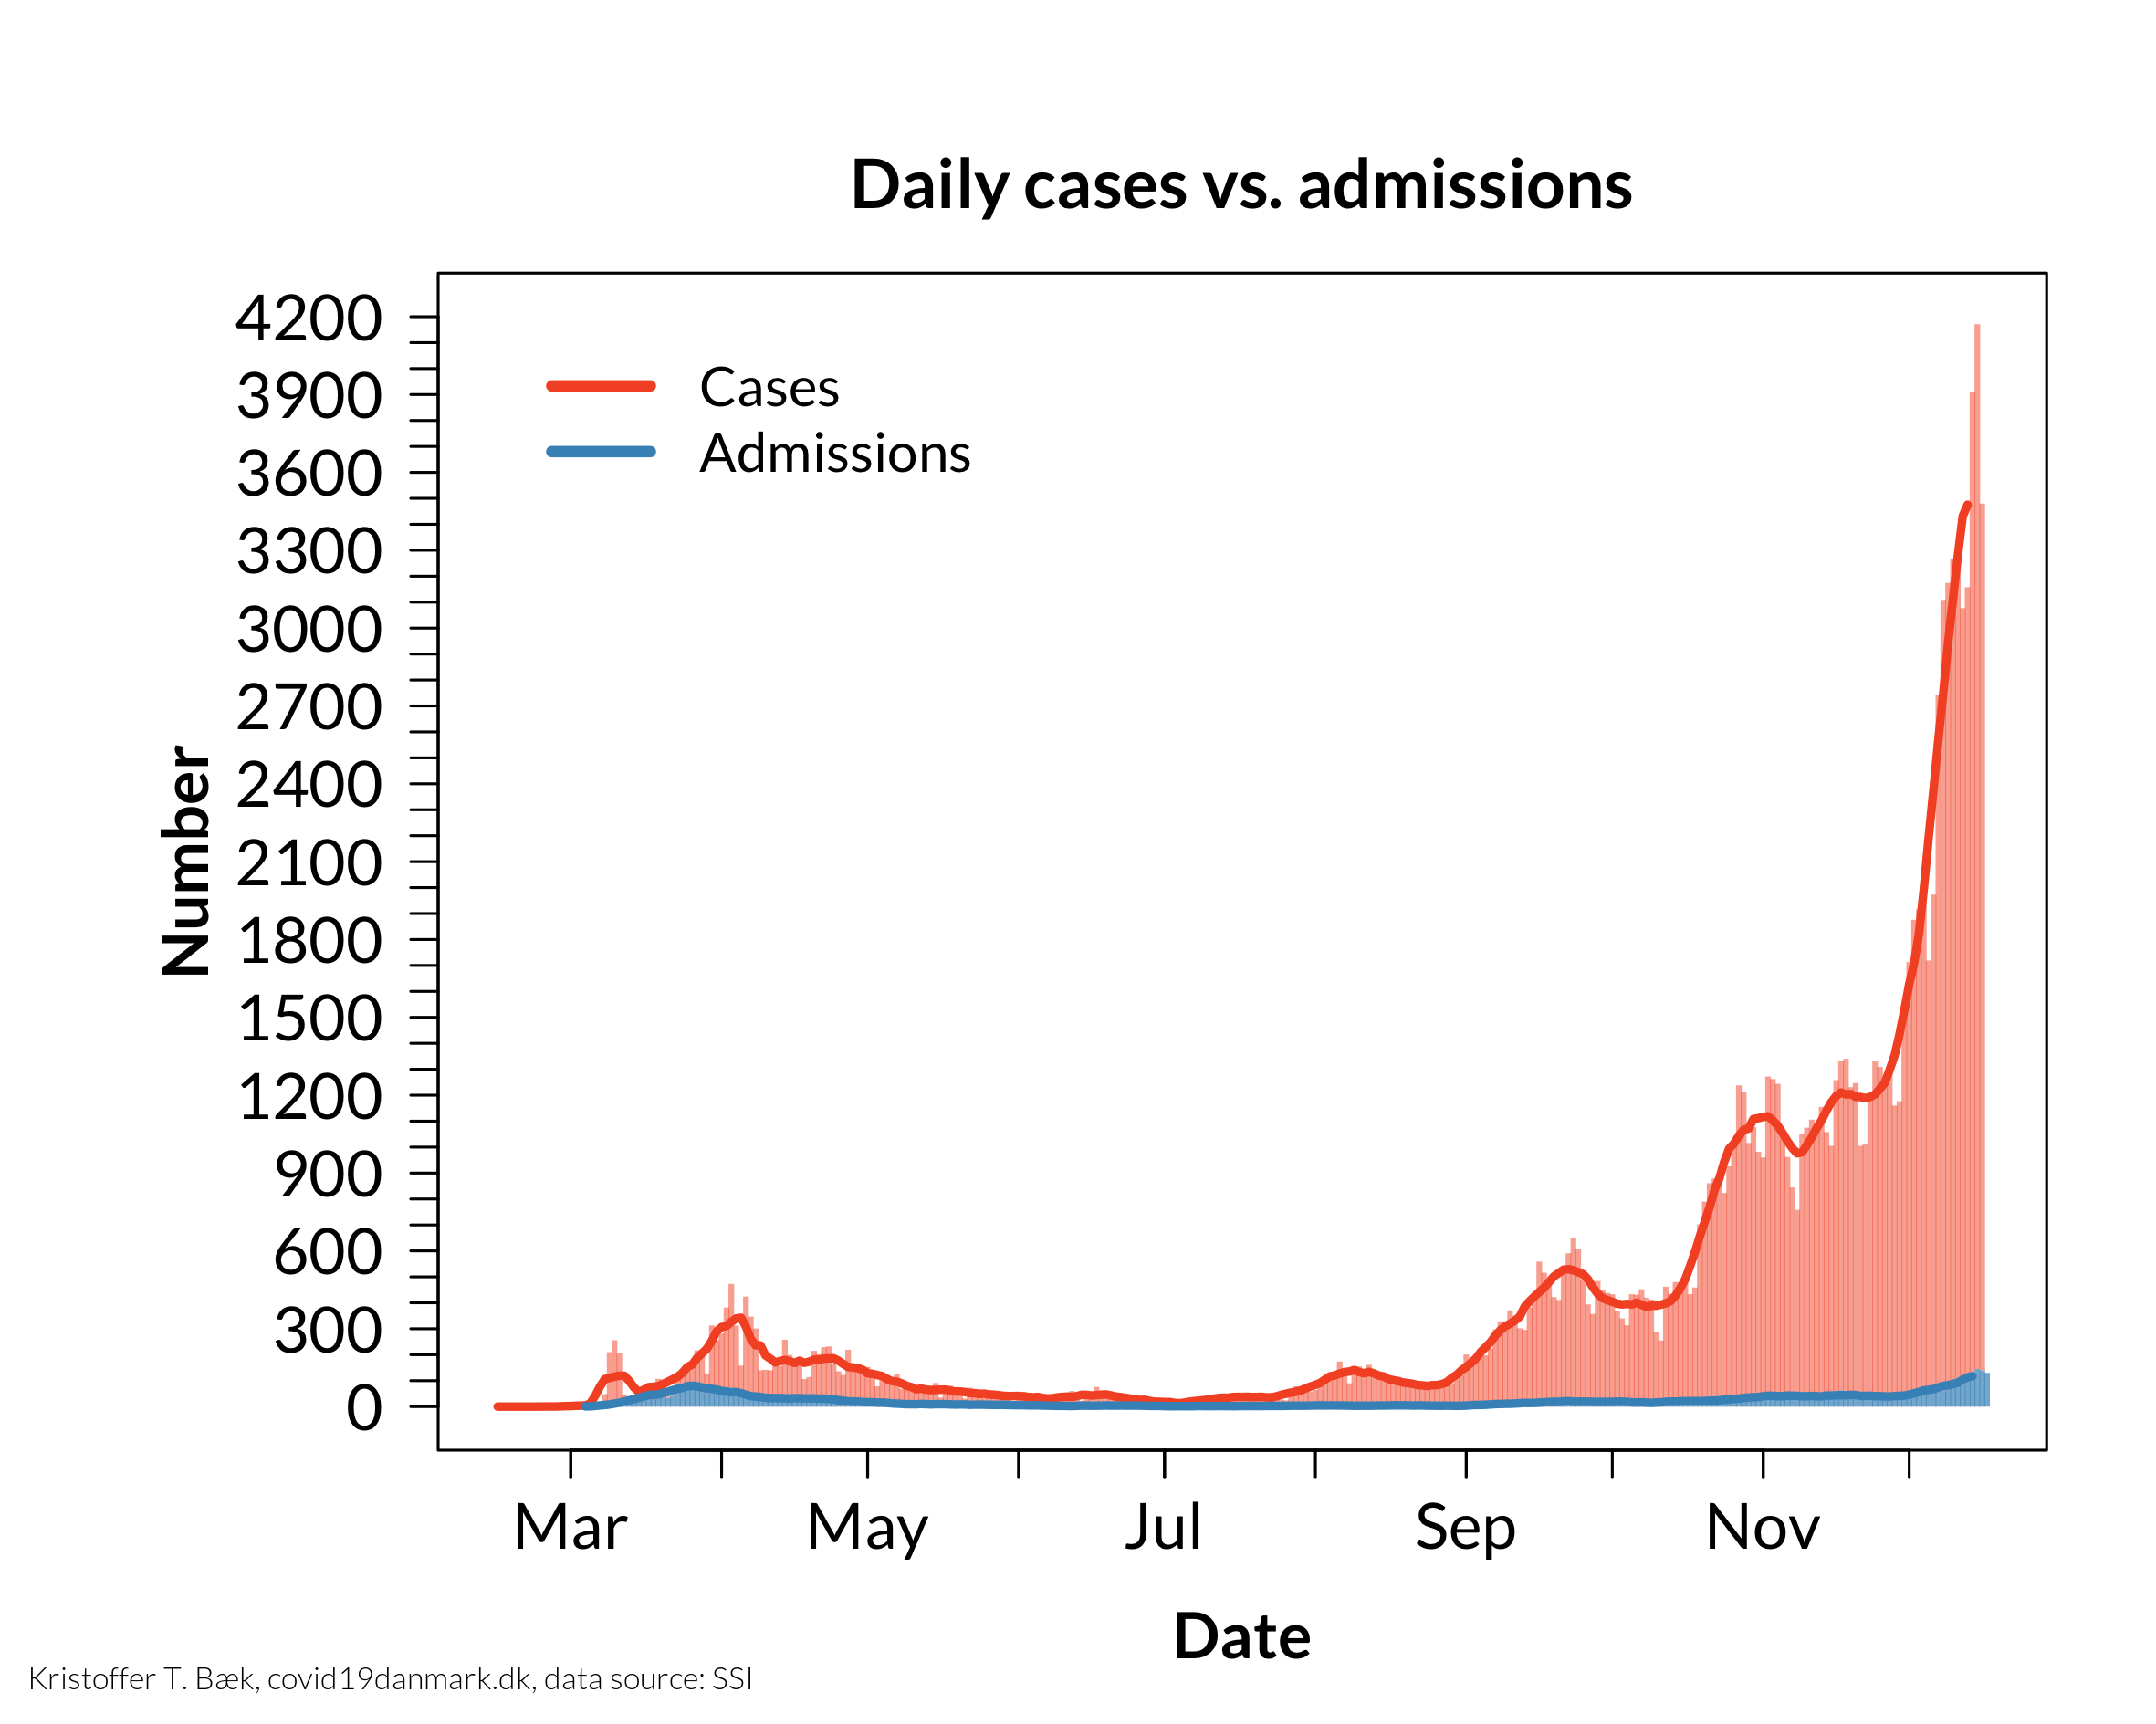 Daily cases vs. admissions
4200
3900
3600
3300
3000
2700
2400
2100
1800
1500
1200
900
600
300
0
Number
Cases
Admissions
Mar May Jul Sep Nov
Date
Kristoffer T. Bæk, covid19danmark.dk, data source: SSI